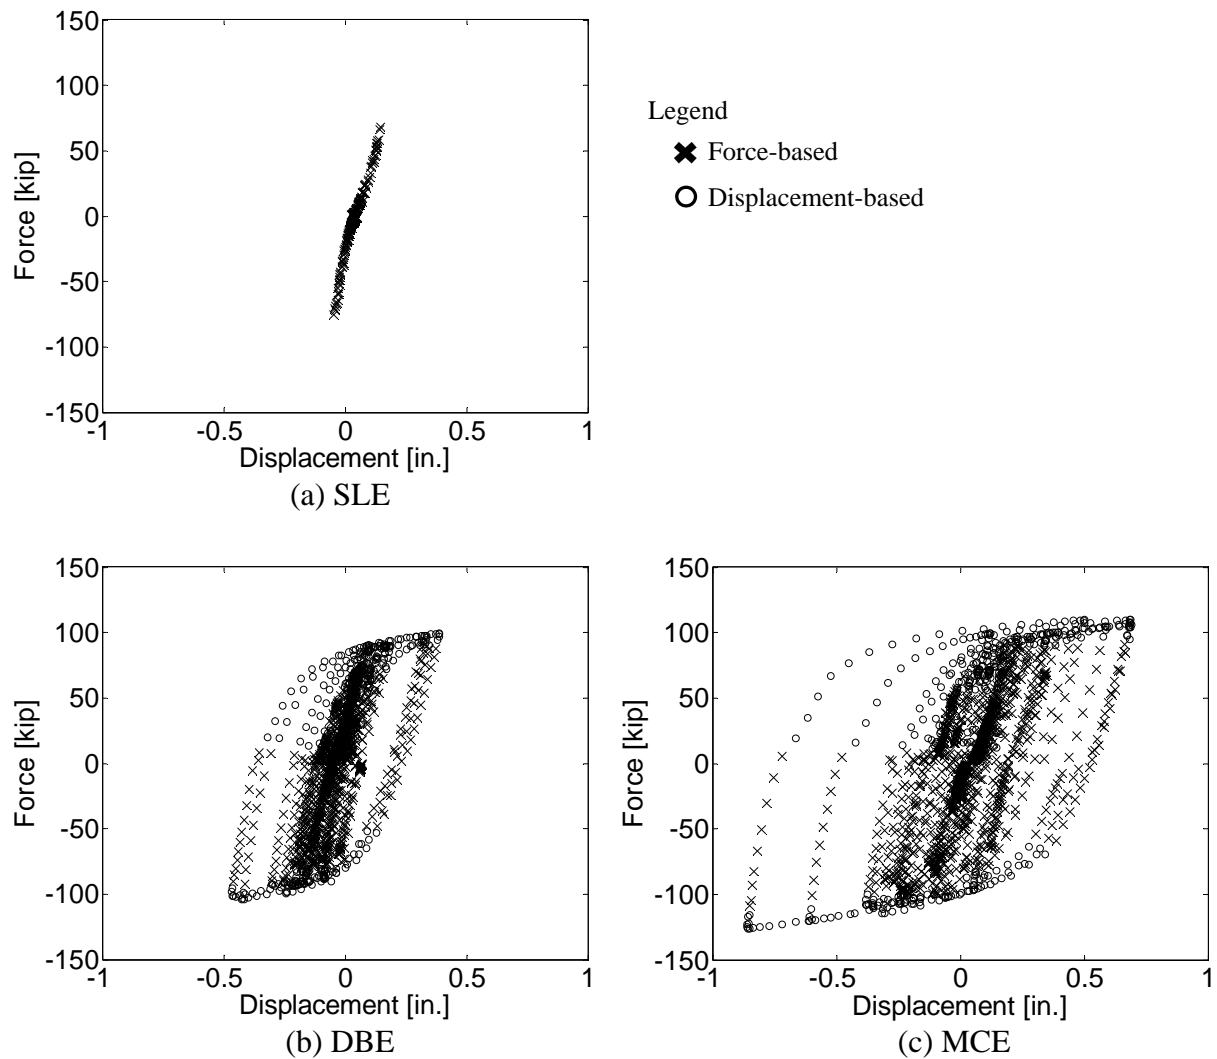 150
100
50
0
-50
-100
-150
Force [kip]
-1 -0.5 0 0.5 1
Displacement [in.]
(a) SLE
Legend
Force-based
Displacement-based
150
100
50
0
-50
-100
-150
Force [kip]
-1 -0.5 0 0.5 1
Displacement [in.]
(b) DBE
150
100
50
0
-50
-100
-150
Force [kip]
-1 -0.5 0 0.5 1
Displacement [in.]
(c) MCE